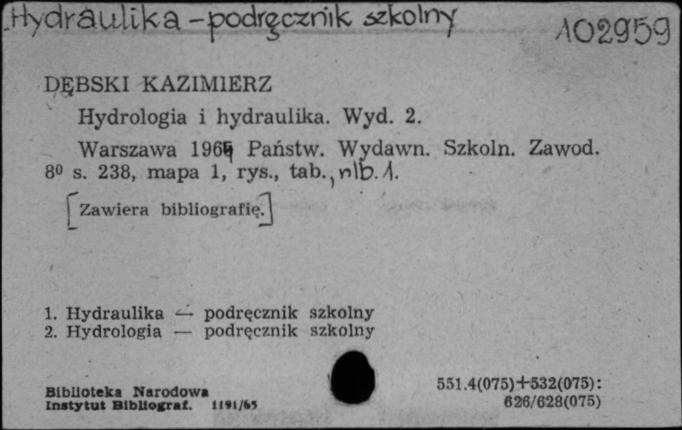 Hydraulika - podręcznik szkolny
102959
DĘBSKI KAZIMIERZ
Hydrologia i hydraulika. Wyd. 2.
Warszawa 1964 Państw. Wydawn. Szkoln. Zawod.
8⁰ s. 238, mapa 1, rys., tab., nlb. 1.
[Zawiera bibliografię.]
1. Hydraulika — podręcznik szkolny
2. Hydrologia — podręcznik szkolny
Biblioteka Narodowa
Instytut Bibliograf. 1191/65
551.4(075)+532(075):
626/628(075)